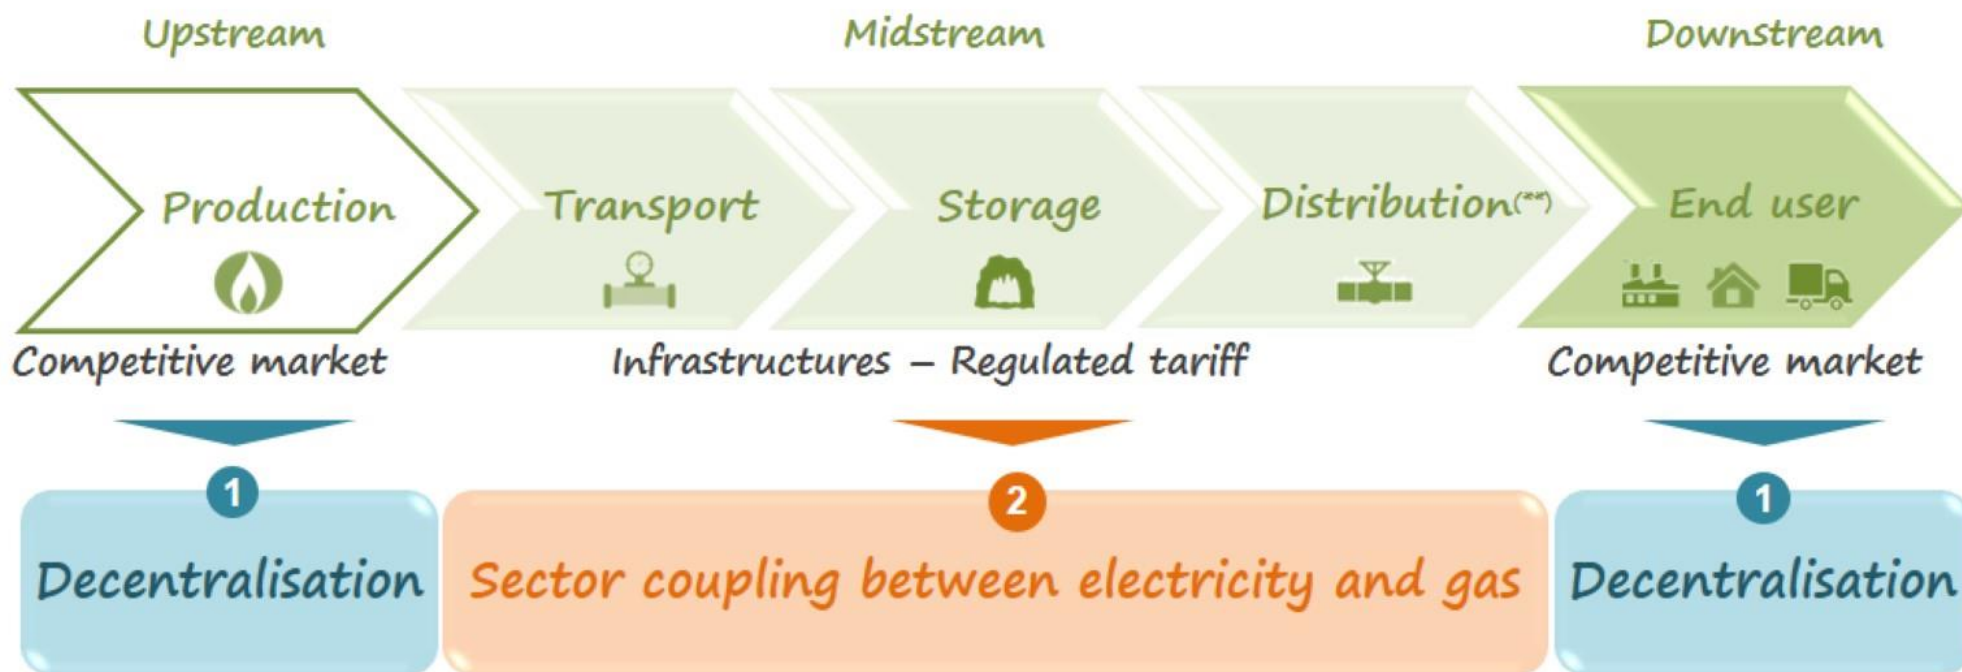 Upstream
Midstream
Downstream
Production
Transport
Storage
Distribution(**)
End user
Competitive market
Infrastructures – Regulated tariff
Competitive market
1
2
1
Decentralisation
Sector coupling between electricity and gas
Decentralisation